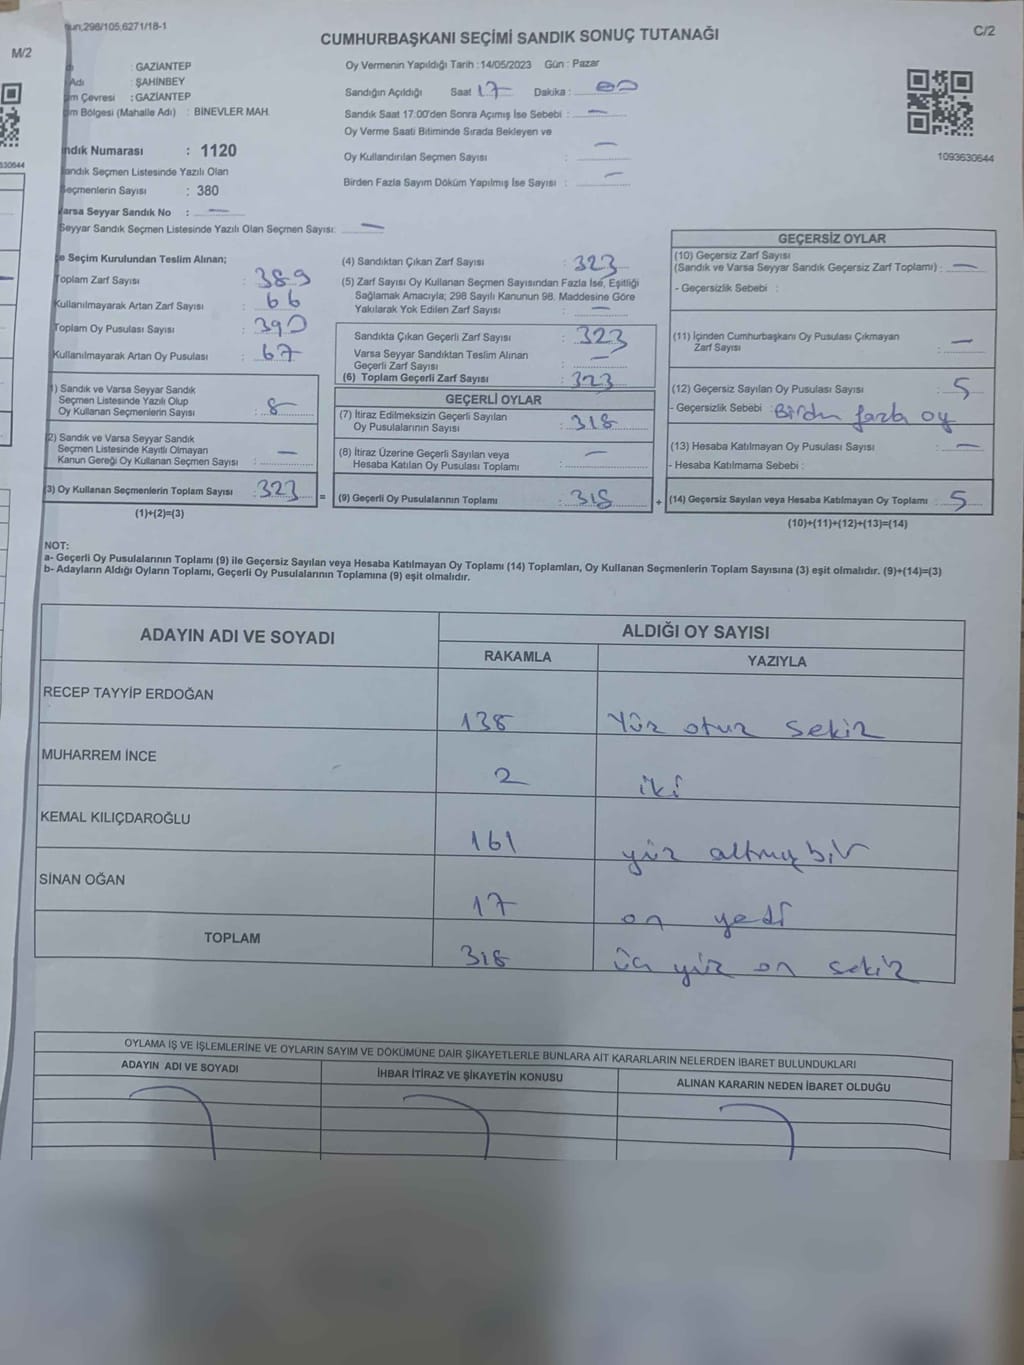 298/105,6271/18-1
M/2
CUMHURBAŞKANI SEÇİMİ SANDIK SONUÇ TUTANAĞI
C/2
: GAZİANTEP
Adı : ŞAHİNBEY
Çevresi : GAZİANTEP
Bölgesi (Mahalle Adı) : BİNEVLER MAH.
Oy Vermenin Yapıldığı Tarih :14/05/2023 Gün : Pazar
Sandığın Açıldığı Saat 17 Dakika : 00
Sandık Saat 17:00'den Sonra Açımış İse Sebebi : —
Oy Verme Saati Bitiminde Sırada Bekleyen ve
Oy Kullandırılan Seçmen Sayısı : —
Birden Fazla Sayım Döküm Yapılmış İse Sayısı : —
1093630644
530644
ndık Numarası : 1120
andık Seçmen Listesinde Yazılı Olan
Seçmenlerin Sayısı : 380
Varsa Seyyar Sandık No : —
Seyyar Sandık Seçmen Listesinde Yazılı Olan Seçmen Sayısı: —
e Seçim Kurulundan Teslim Alınan;
Toplam Zarf Sayısı : 389
Kullanılmayarak Artan Zarf Sayısı : 66
Toplam Oy Pusulası Sayısı : 390
Kullanılmayarak Artan Oy Pusulası : 67
1) Sandık ve Varsa Seyyar Sandık
Seçmen Listesinde Yazılı Olup
Oy Kullanan Seçmenlerin Sayısı : 8
2) Sandık ve Varsa Seyyar Sandık
Seçmen Listesinde Kayıtlı Olmayan
Kanun Gereği Oy Kullanan Seçmen Sayısı : —
3) Oy Kullanan Seçmenlerin Toplam Sayısı : 323
(1)+(2)=(3)
=
(4) Sandıktan Çıkan Zarf Sayısı : 323
(5) Zarf Sayısı Oy Kullanan Seçmen Sayısından Fazla İse, Eşitliği
Sağlamak Amacıyla; 298 Sayılı Kanunun 98. Maddesine Göre
Yakılarak Yok Edilen Zarf Sayısı : —
Sandıkta Çıkan Geçerli Zarf Sayısı : 323
Varsa Seyyar Sandıktan Teslim Alınan
Geçerli Zarf Sayısı : —
(6) Toplam Geçerli Zarf Sayısı : 323
GEÇERLİ OYLAR
(7) İtiraz Edilmeksizin Geçerli Sayılan
Oy Pusulalarının Sayısı : 318
(8) İtiraz Üzerine Geçerli Sayılan veya
Hesaba Katılan Oy Pusulası Toplamı : —
(9) Geçerli Oy Pusulalarının Toplamı : 318
+
GEÇERSİZ OYLAR
(10) Geçersiz Zarf Sayısı
(Sandık ve Varsa Seyyar Sandık Geçersiz Zarf Toplamı) : —
- Geçersizlik Sebebi :
(11) İçinden Cumhurbaşkanı Oy Pusulası Çıkmayan
Zarf Sayısı : —
(12) Geçersiz Sayılan Oy Pusulası Sayısı : 5
- Geçersizlik Sebebi : Birden fazla oy
(13) Hesaba Katılmayan Oy Pusulası Sayısı : —
- Hesaba Katılmama Sebebi :
(14) Geçersiz Sayılan veya Hesaba Katılmayan Oy Toplamı : 5
(10)+(11)+(12)+(13)=(14)
NOT:
a- Geçerli Oy Pusulalarının Toplamı (9) ile Geçersiz Sayılan veya Hesaba Katılmayan Oy Toplamı (14) Toplamları, Oy Kullanan Seçmenlerin Toplam Sayısına (3) eşit olmalıdır. (9)+(14)=(3)
b- Adayların Aldığı Oyların Toplamı, Geçerli Oy Pusulalarının Toplamına (9) eşit olmalıdır.
ADAYIN ADI VE SOYADI
ALDIĞI OY SAYISI
RAKAMLA YAZIYLA
RECEP TAYYİP ERDOĞAN 138 Yüz otuz sekiz
MUHARREM İNCE 2 iki
KEMAL KILIÇDAROĞLU 161 yüz altmış bir
SİNAN OĞAN 17 on yedi
TOPLAM 318 üç yüz on sekiz
OYLAMA İŞ VE İŞLEMLERİNE VE OYLARIN SAYIM VE DÖKÜMÜNE DAİR ŞİKAYETLERLE BUNLARA AİT KARARLARIN NELERDEN İBARET BULUNDUKLARI
ADAYIN ADI VE SOYADI
İHBAR İTİRAZ VE ŞİKAYETİN KONUSU
ALINAN KARARIN NEDEN İBARET OLDUĞU